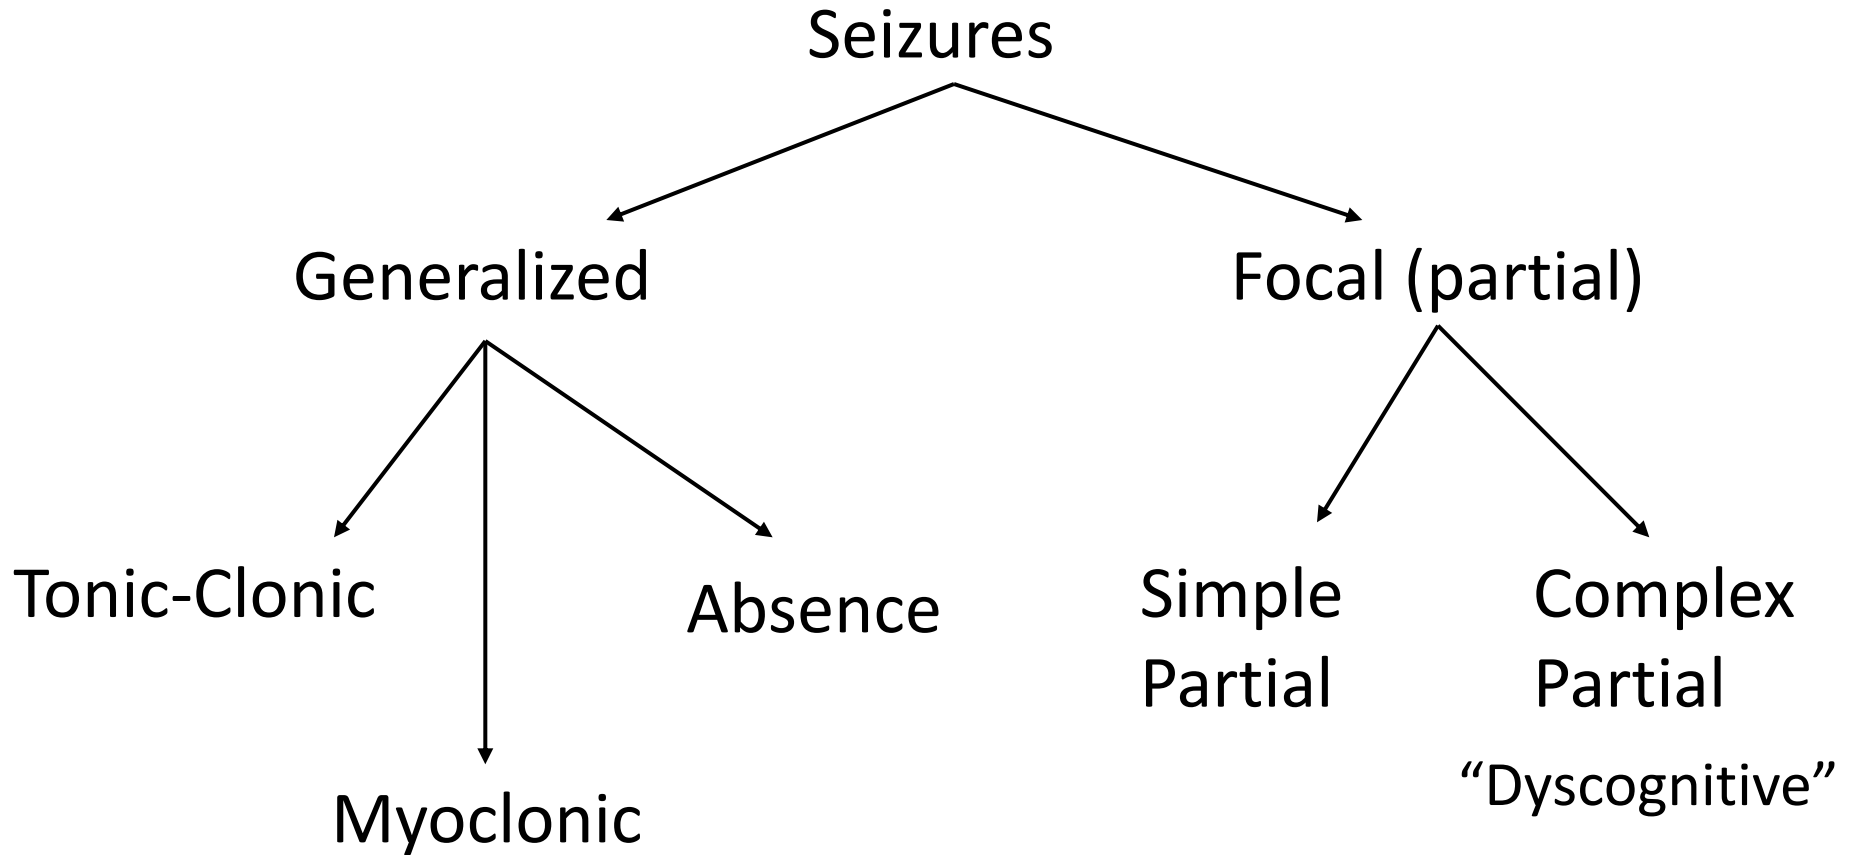 Seizures
Generalized
Focal (partial)
Tonic-Clonic
Myoclonic
Absence
Simple
Partial
Complex
Partial
“Dyscognitive”